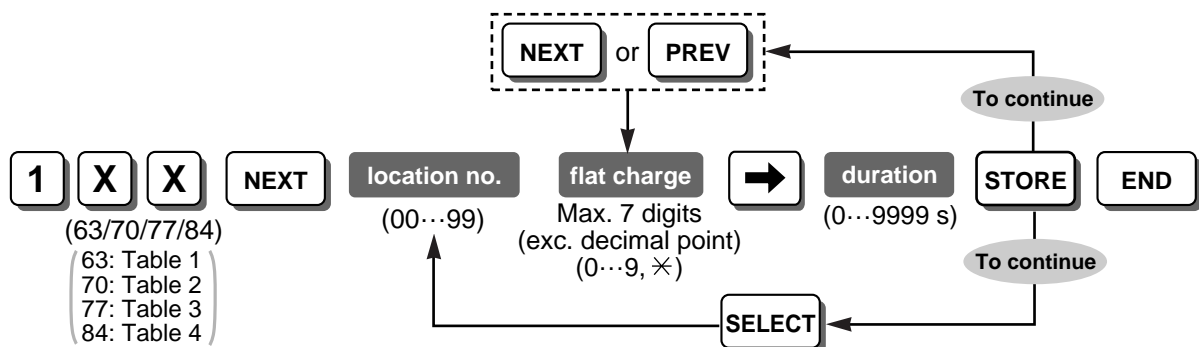 NEXT or PREV
To continue
1 X X NEXT location no. flat charge ➡ duration STORE END
(63/70/77/84) (00···99) Max. 7 digits (0···9999 s)
(exc. decimal point)
(0···9, ✳)
63: Table 1
70: Table 2
77: Table 3
84: Table 4
To continue
SELECT